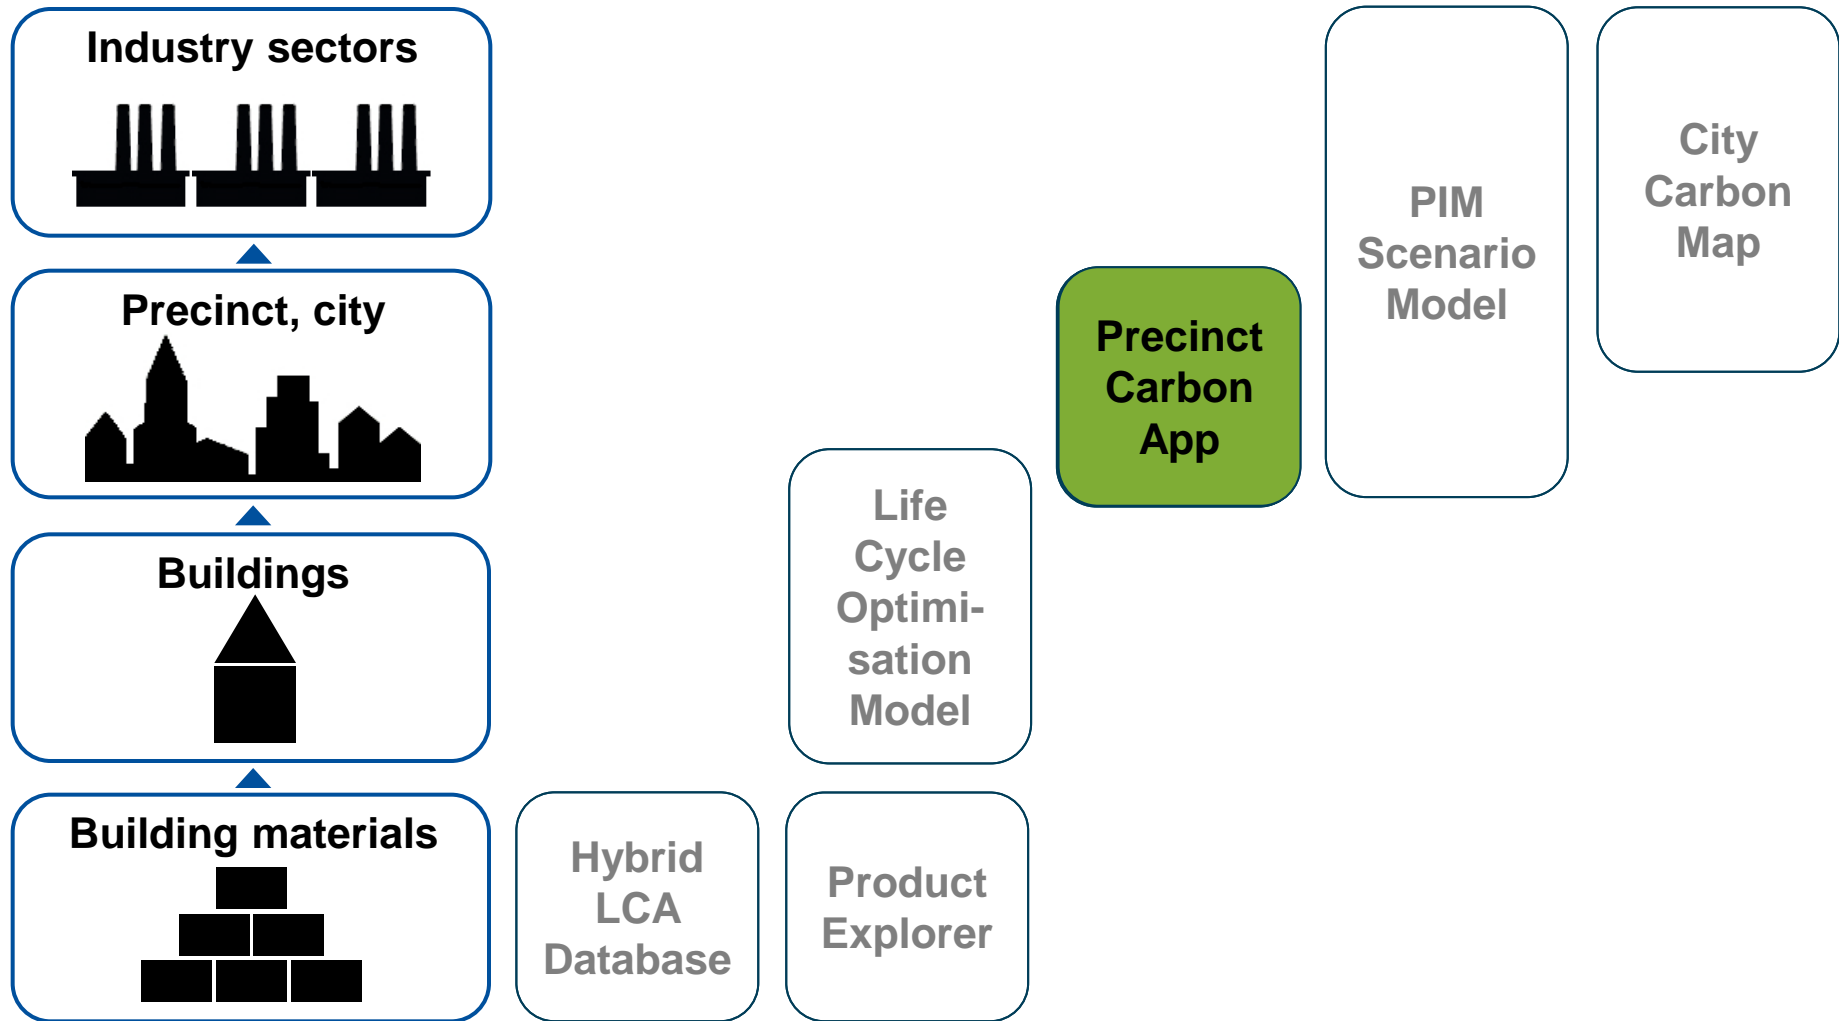 Industry sectors
Precinct, city
Buildings
Building materials
Hybrid
LCA
Database
Product
Explorer
Life
Cycle
Optimi-
sation
Model
Precinct
Carbon
App
PIM
Scenario
Model
City
Carbon
Map